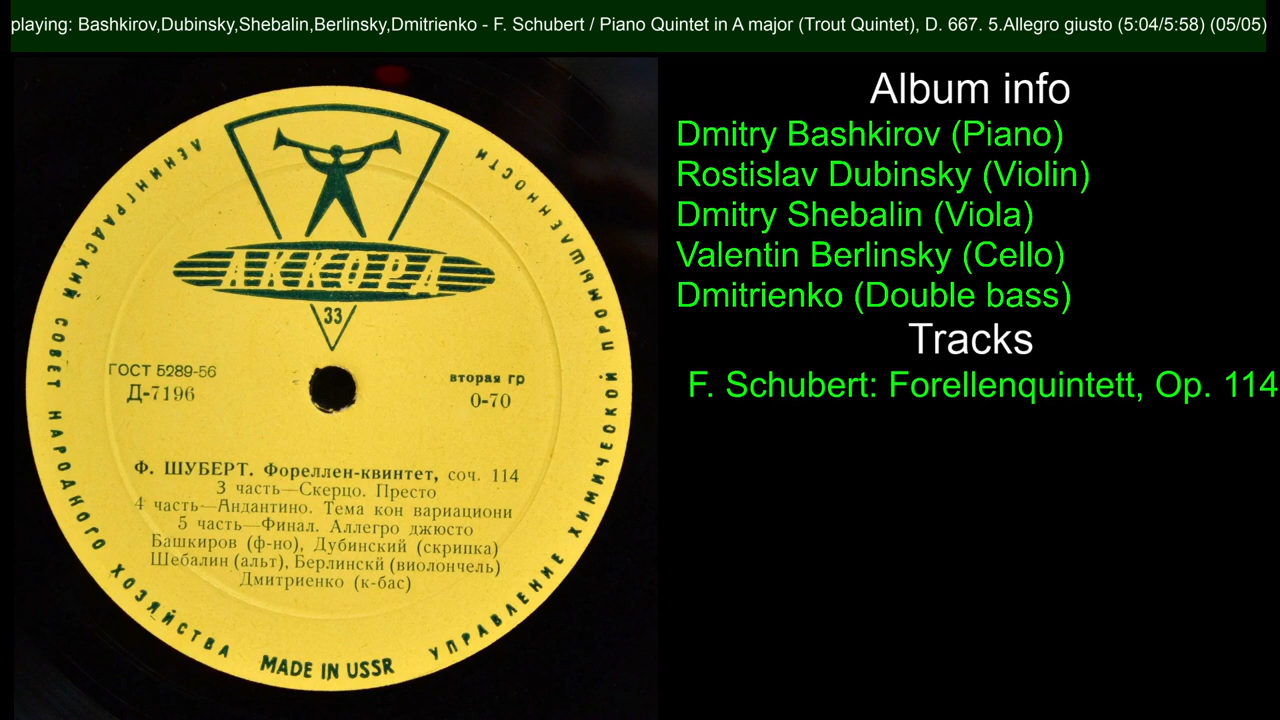 playing: Bashkirov,Dubinsky,Shebalin,Berlinsky,Dmitrienko - F. Schubert / Piano Quintet in A major (Trout Quintet), D. 667. 5.Allegro giusto (5:04/5:58) (05/05)
ЛЕНИНГРАДСКИЙ СОВЕТ НАРОДНОГО ХОЗЯЙСТВА
УПРАВЛЕНИЕ ХИМИЧЕСКОЙ ПРОМЫШЛЕННОСТИ
АККОРД
33
ГОСТ 5289-56
Д-7196
вторая гр
0-70
Ф. ШУБЕРТ. Фореллен-квинтет, соч. 114
3 часть—Скерцо. Престо
4 часть—Андантино. Тема кон вариациони
5 часть—Финал. Аллегро джюсто
Башкиров (ф-но), Дубинский (скрипка)
Шебалин (альт), Берлинскй (виолончель)
Дмитриенко (к-бас)
MADE IN USSR
Album info
Dmitry Bashkirov (Piano)
Rostislav Dubinsky (Violin)
Dmitry Shebalin (Viola)
Valentin Berlinsky (Cello)
Dmitrienko (Double bass)
Tracks
F. Schubert: Forellenquintett, Op. 114